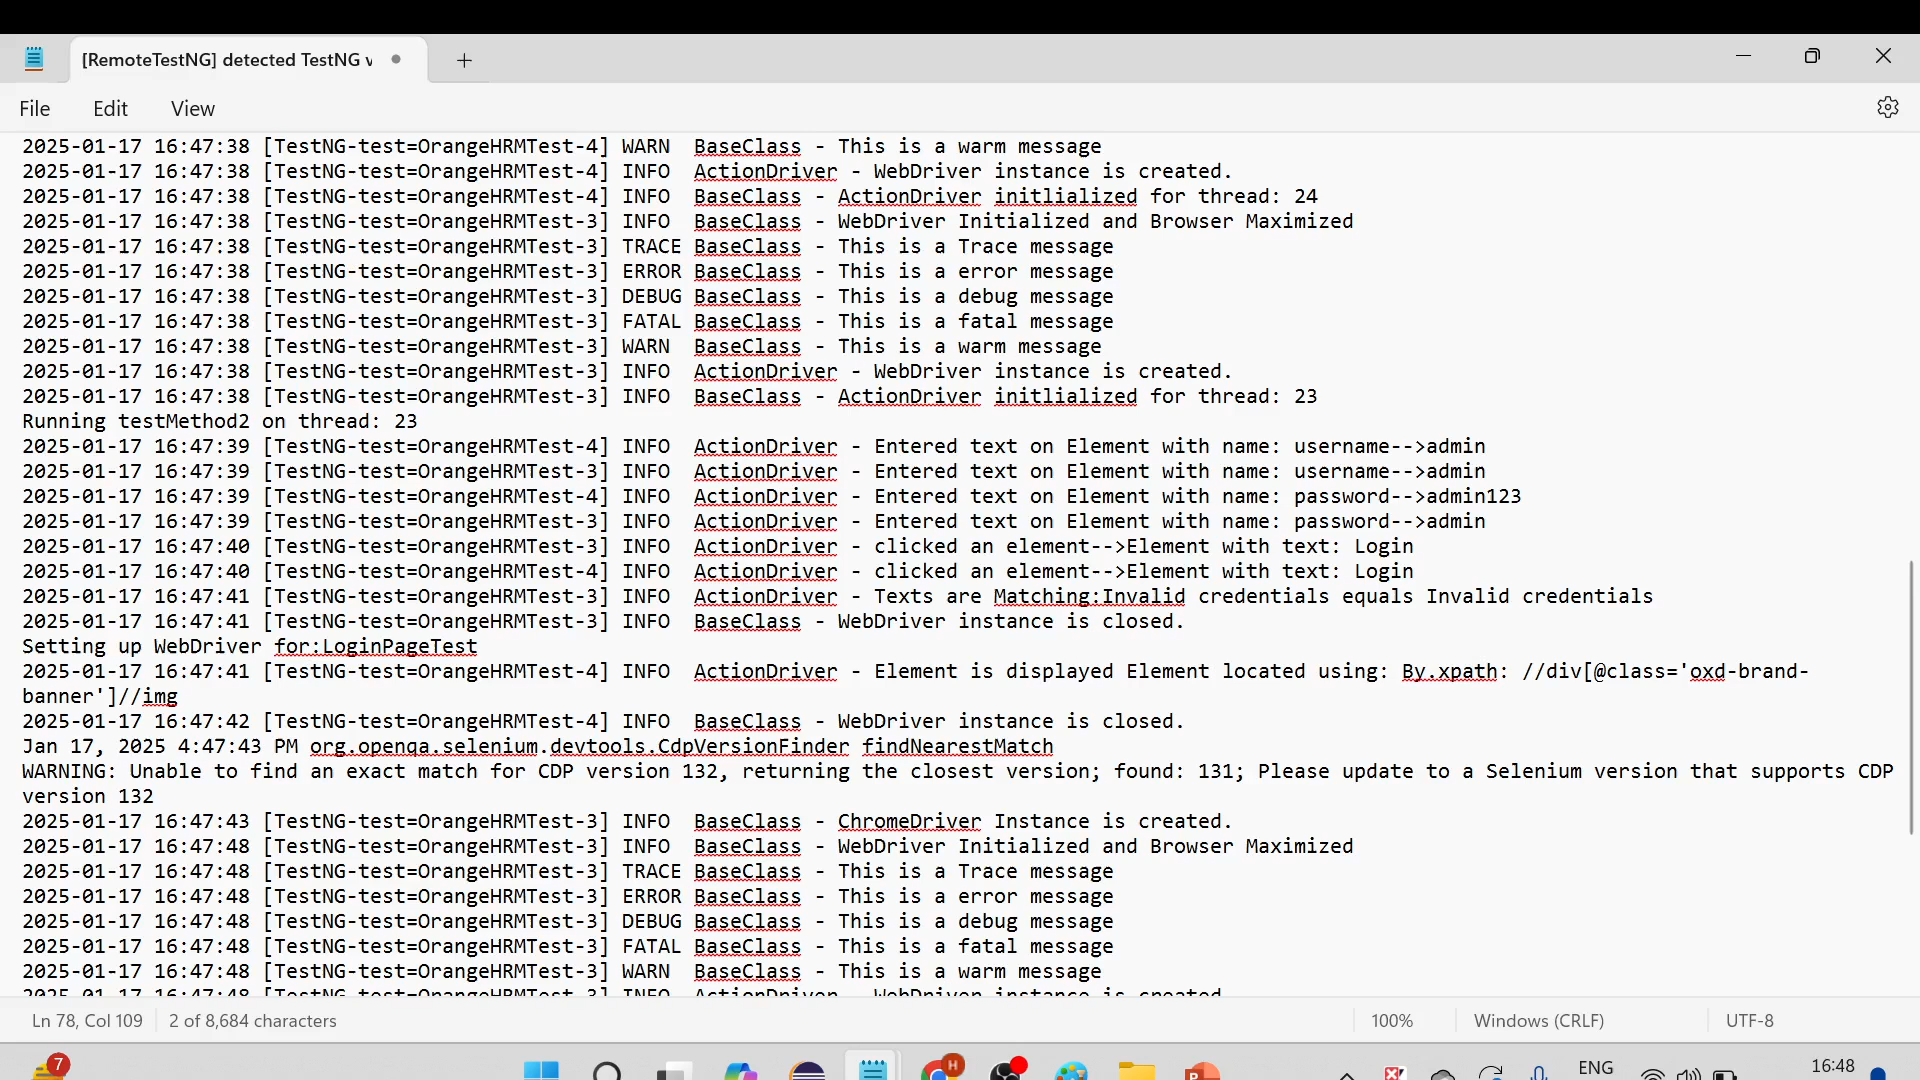 [RemoteTestNG] detected TestNG v
File Edit View
2025-01-17 16:47:38 [TestNG-test=OrangeHRMTest-4] WARN  BaseClass - This is a warm message
2025-01-17 16:47:38 [TestNG-test=OrangeHRMTest-4] INFO  ActionDriver - WebDriver instance is created.
2025-01-17 16:47:38 [TestNG-test=OrangeHRMTest-4] INFO  BaseClass - ActionDriver initlialized for thread: 24
2025-01-17 16:47:38 [TestNG-test=OrangeHRMTest-3] INFO  BaseClass - WebDriver Initialized and Browser Maximized
2025-01-17 16:47:38 [TestNG-test=OrangeHRMTest-3] TRACE BaseClass - This is a Trace message
2025-01-17 16:47:38 [TestNG-test=OrangeHRMTest-3] ERROR BaseClass - This is a error message
2025-01-17 16:47:38 [TestNG-test=OrangeHRMTest-3] DEBUG BaseClass - This is a debug message
2025-01-17 16:47:38 [TestNG-test=OrangeHRMTest-3] FATAL BaseClass - This is a fatal message
2025-01-17 16:47:38 [TestNG-test=OrangeHRMTest-3] WARN  BaseClass - This is a warm message
2025-01-17 16:47:38 [TestNG-test=OrangeHRMTest-3] INFO  ActionDriver - WebDriver instance is created.
2025-01-17 16:47:38 [TestNG-test=OrangeHRMTest-3] INFO  BaseClass - ActionDriver initlialized for thread: 23
Running testMethod2 on thread: 23
2025-01-17 16:47:39 [TestNG-test=OrangeHRMTest-4] INFO  ActionDriver - Entered text on Element with name: username-->admin
2025-01-17 16:47:39 [TestNG-test=OrangeHRMTest-3] INFO  ActionDriver - Entered text on Element with name: username-->admin
2025-01-17 16:47:39 [TestNG-test=OrangeHRMTest-4] INFO  ActionDriver - Entered text on Element with name: password-->admin123
2025-01-17 16:47:39 [TestNG-test=OrangeHRMTest-3] INFO  ActionDriver - Entered text on Element with name: password-->admin
2025-01-17 16:47:40 [TestNG-test=OrangeHRMTest-3] INFO  ActionDriver - clicked an element-->Element with text: Login
2025-01-17 16:47:40 [TestNG-test=OrangeHRMTest-4] INFO  ActionDriver - clicked an element-->Element with text: Login
2025-01-17 16:47:41 [TestNG-test=OrangeHRMTest-3] INFO  ActionDriver - Texts are Matching:Invalid credentials equals Invalid credentials
2025-01-17 16:47:41 [TestNG-test=OrangeHRMTest-3] INFO  BaseClass - WebDriver instance is closed.
Setting up WebDriver for:LoginPageTest
2025-01-17 16:47:41 [TestNG-test=OrangeHRMTest-4] INFO  ActionDriver - Element is displayed Element located using: By.xpath: //div[@class='oxd-brand-
banner']//img
2025-01-17 16:47:42 [TestNG-test=OrangeHRMTest-4] INFO  BaseClass - WebDriver instance is closed.
Jan 17, 2025 4:47:43 PM org.openqa.selenium.devtools.CdpVersionFinder findNearestMatch
WARNING: Unable to find an exact match for CDP version 132, returning the closest version; found: 131; Please update to a Selenium version that supports CDP
version 132
2025-01-17 16:47:43 [TestNG-test=OrangeHRMTest-3] INFO  BaseClass - ChromeDriver Instance is created.
2025-01-17 16:47:48 [TestNG-test=OrangeHRMTest-3] INFO  BaseClass - WebDriver Initialized and Browser Maximized
2025-01-17 16:47:48 [TestNG-test=OrangeHRMTest-3] TRACE BaseClass - This is a Trace message
2025-01-17 16:47:48 [TestNG-test=OrangeHRMTest-3] ERROR BaseClass - This is a error message
2025-01-17 16:47:48 [TestNG-test=OrangeHRMTest-3] DEBUG BaseClass - This is a debug message
2025-01-17 16:47:48 [TestNG-test=OrangeHRMTest-3] FATAL BaseClass - This is a fatal message
2025-01-17 16:47:48 [TestNG-test=OrangeHRMTest-3] WARN  BaseClass - This is a warm message
2025-01-17 16:47:48 [TestNG-test=OrangeHRMTest-3] INFO  ActionDriver - WebDriver instance is created.
Ln 78, Col 109 2 of 8,684 characters 100% Windows (CRLF) UTF-8
7 H P ENG 16:48